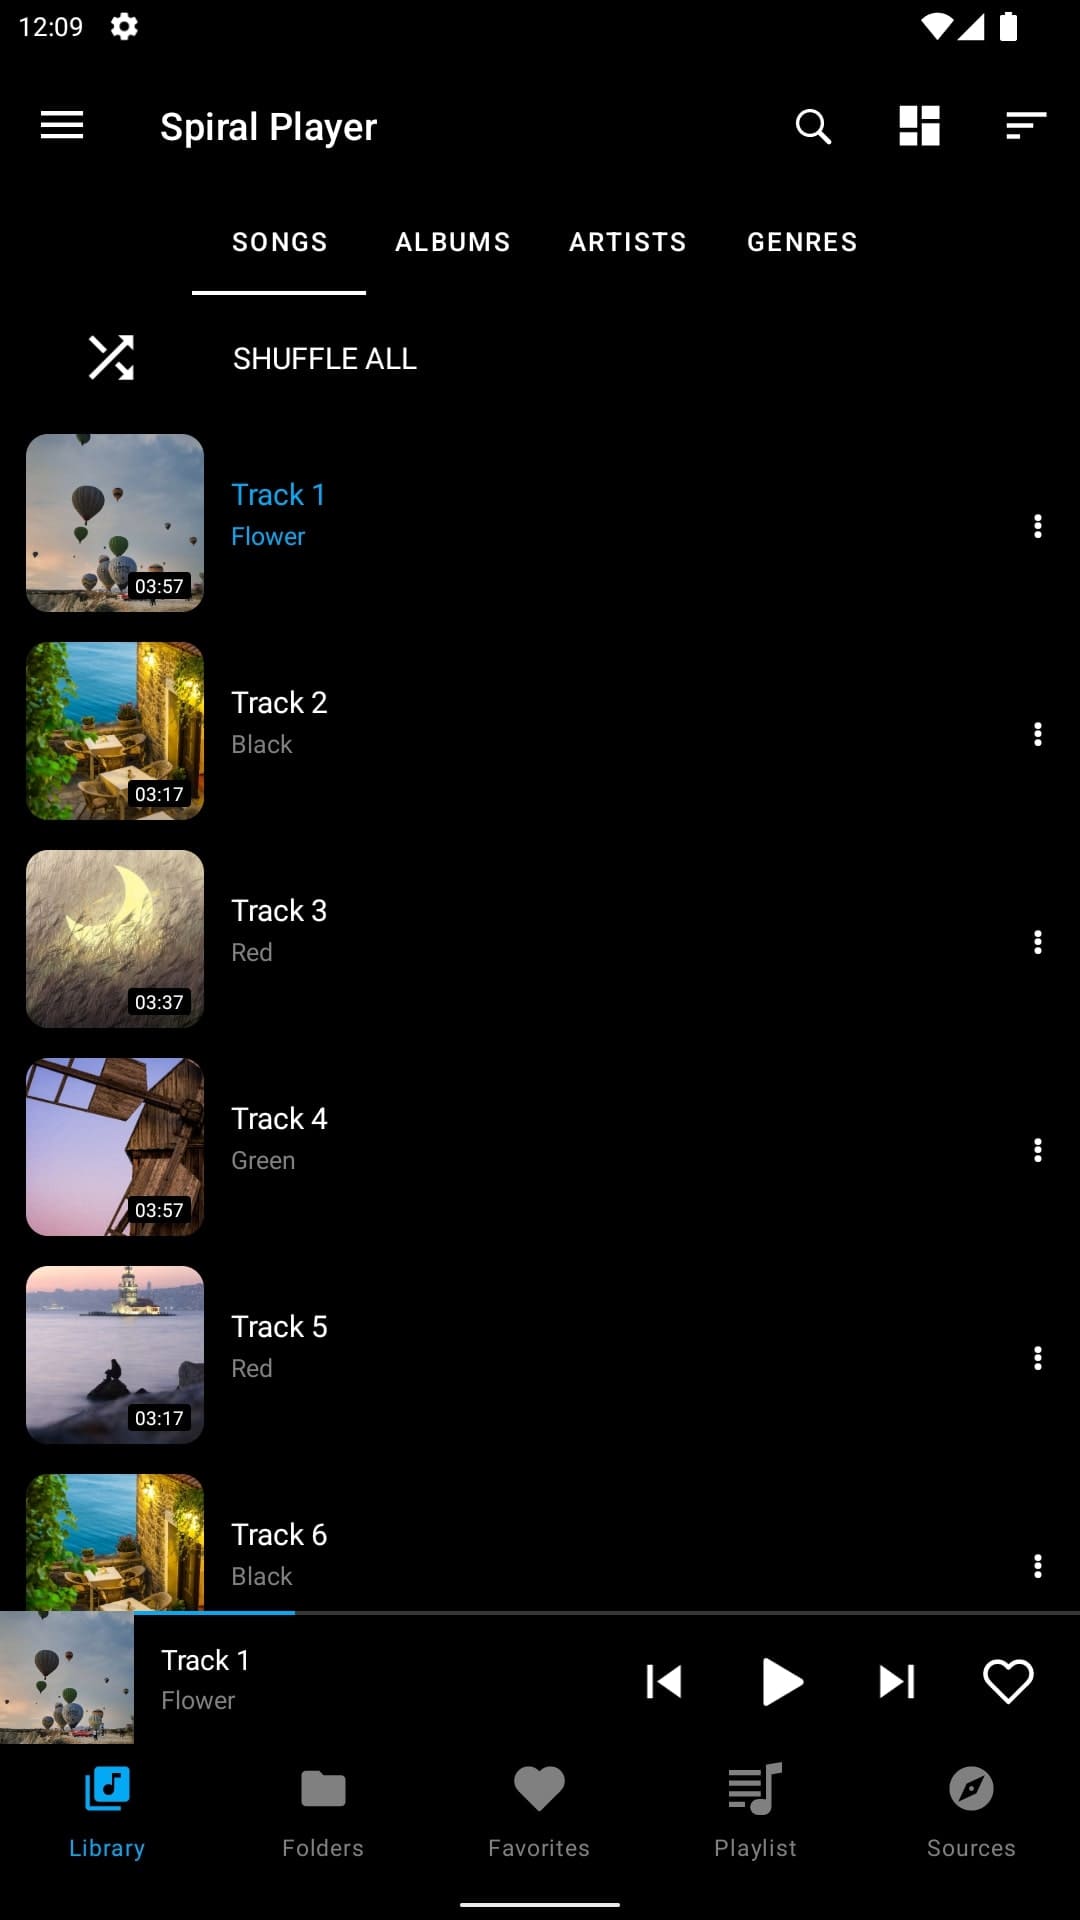 12:09
Spiral Player
SONGS ALBUMS ARTISTS GENRES
SHUFFLE ALL
Track 1
Flower
03:57
Track 2
Black
03:17
Track 3
Red
03:37
Track 4
Green
03:57
Track 5
Red
03:17
Track 6
Black
Track 1
Flower
Library Folders Favorites Playlist Sources